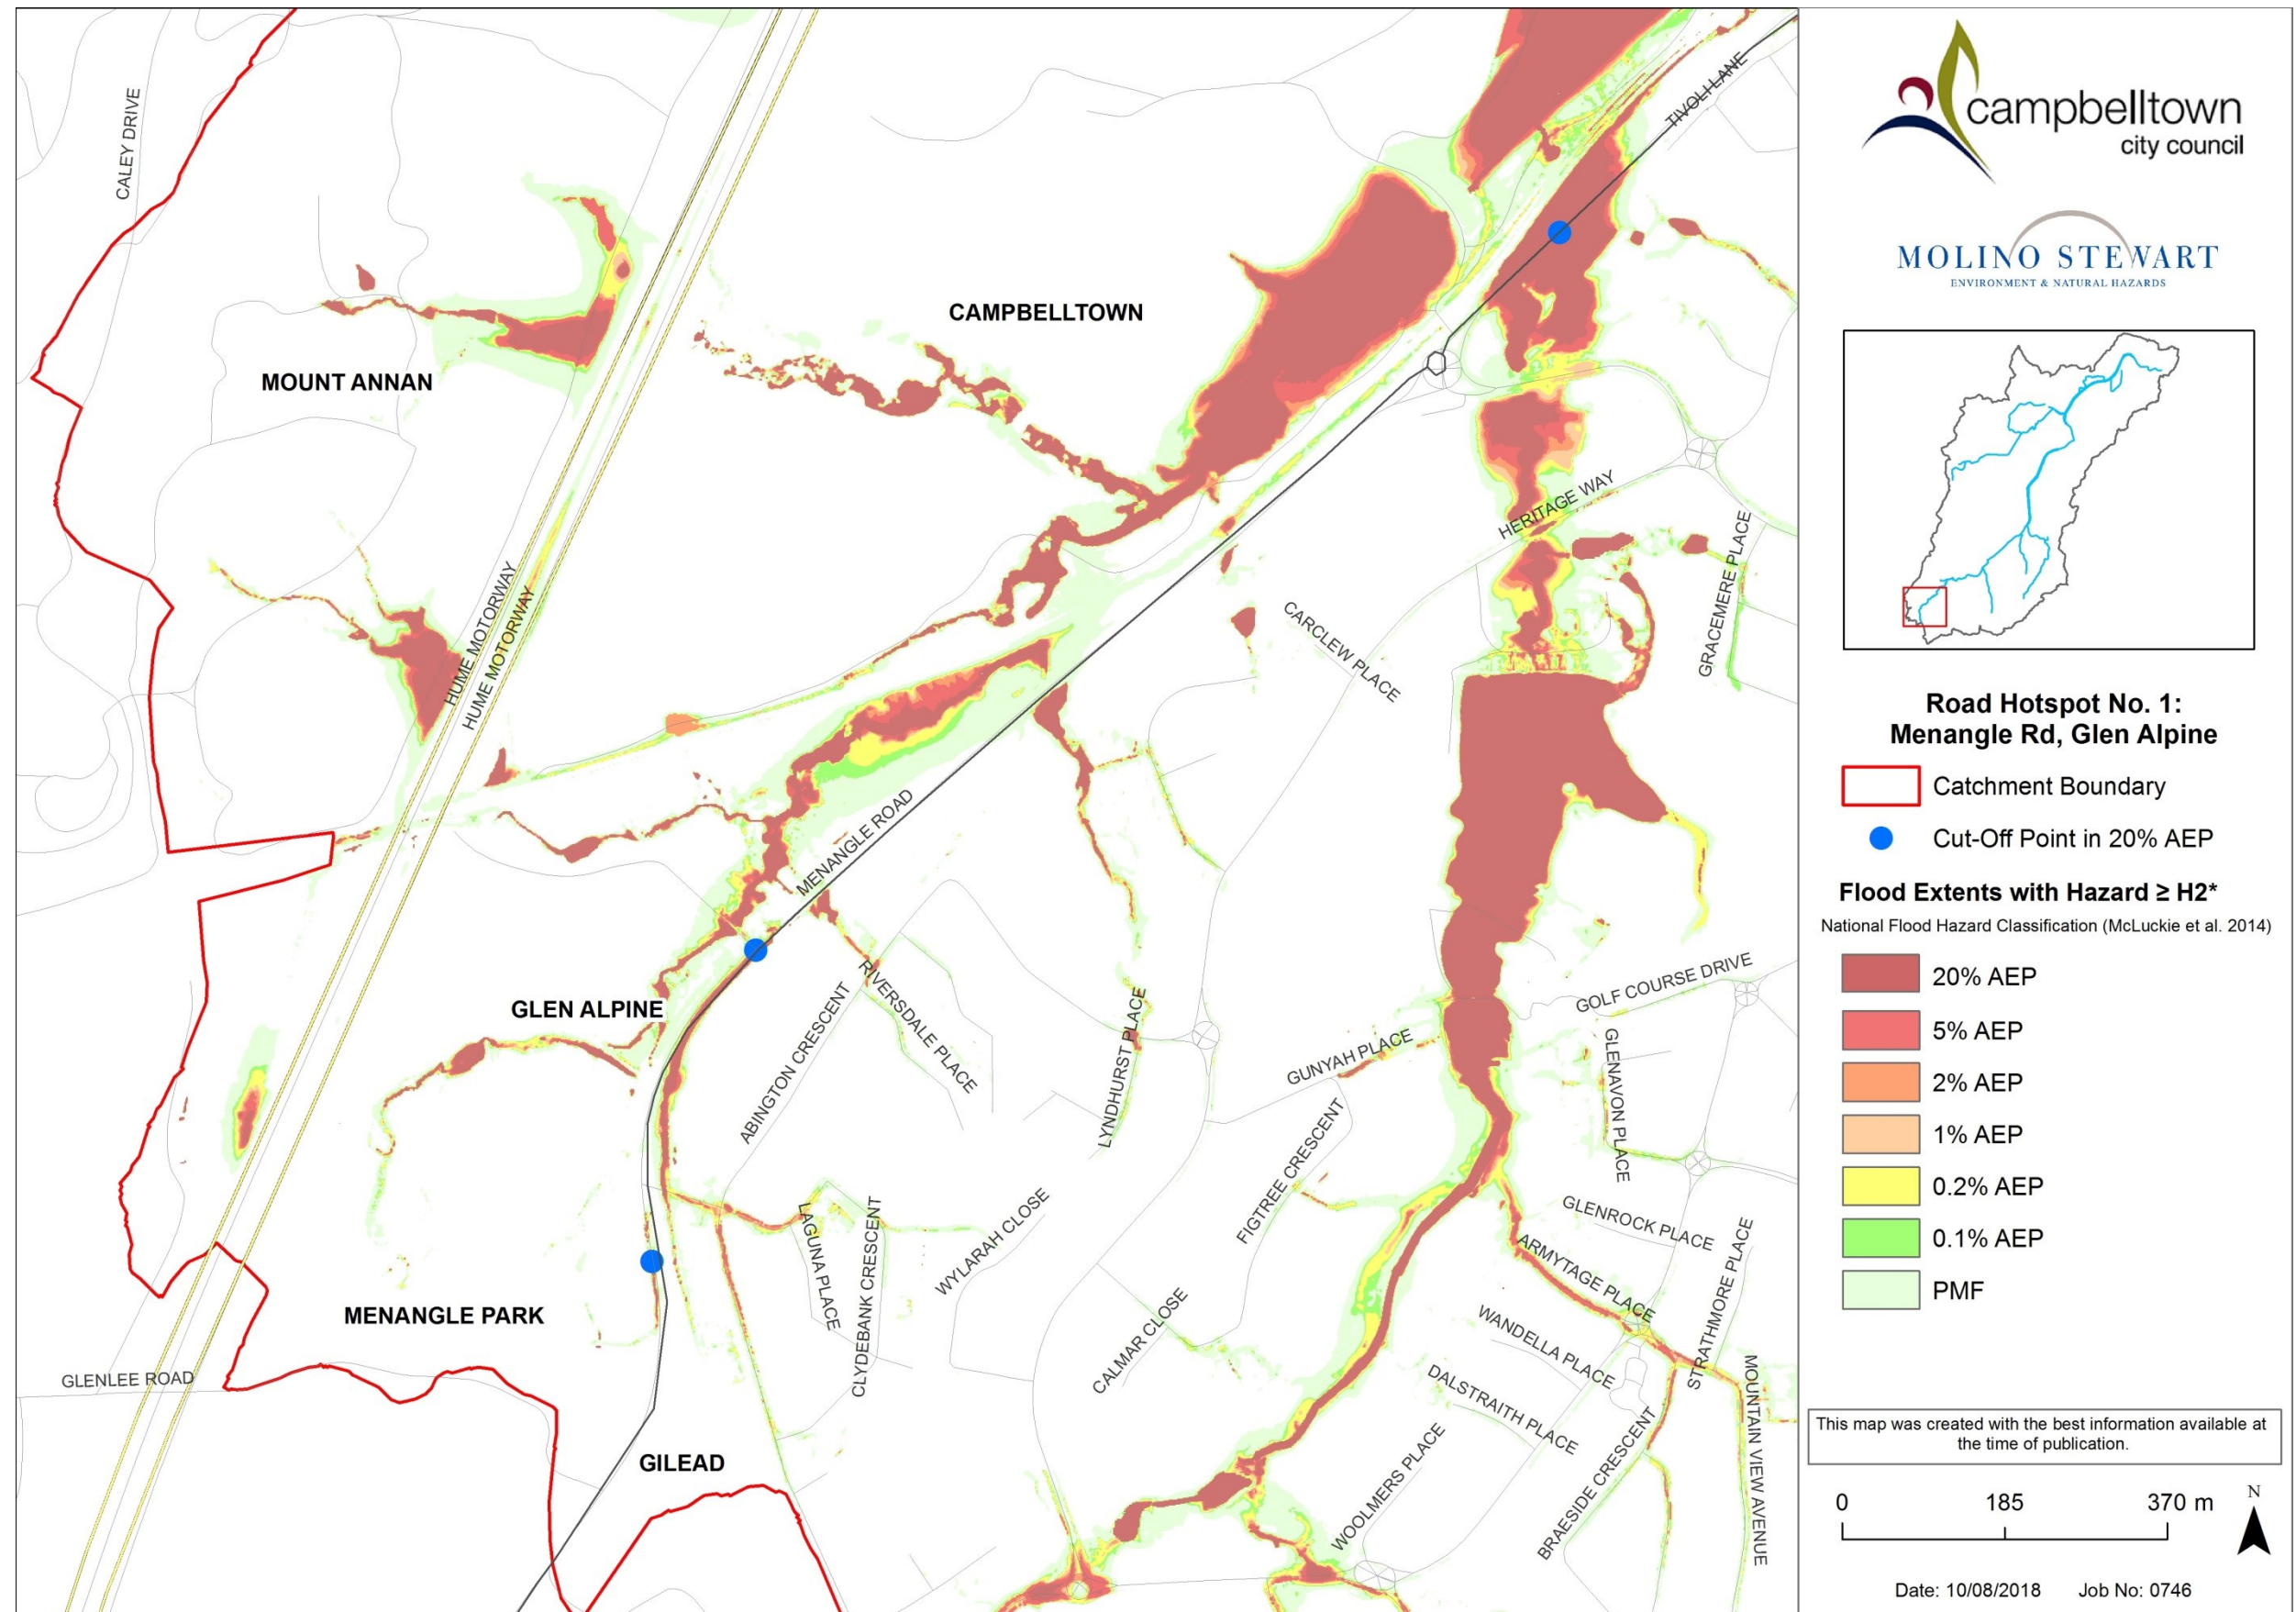 CALEY DRIVE
TIVOLI LANE
CAMPBELLTOWN
MOUNT ANNAN
HERITAGE WAY
GRACEMERE PLACE
HUME MOTORWAY
HUME MOTORWAY
CARCLEW PLACE
MENANGLE ROAD
GLEN ALPINE
RIVERSDALE PLACE
ABINGTON CRESCENT
LYNDHURST PLACE
GUNYAH PLACE
GOLF COURSE DRIVE
GLENAVON PLACE
FIGTREE CRESCENT
LAGUNA PLACE
CLYDEBANK CRESCENT
WYLARAH CLOSE
GLENROCK PLACE
ARMYTAGE PLACE
STRATHMORE PLACE
MENANGLE PARK
CALMAR CLOSE
WANDELLA PLACE
DALSTRAITH PLACE
GLENLEE ROAD
MOUNTAIN VIEW AVENUE
BRAESIDE CRESCENT
WOOLMERS PLACE
GILEAD
campbelltown
city council
MOLINO STEWART
ENVIRONMENT & NATURAL HAZARDS
Road Hotspot No. 1:
Menangle Rd, Glen Alpine
Catchment Boundary
Cut-Off Point in 20% AEP
Flood Extents with Hazard ≥ H2*
National Flood Hazard Classification (McLuckie et al. 2014)
20% AEP
5% AEP
2% AEP
1% AEP
0.2% AEP
0.1% AEP
PMF
This map was created with the best information available at
the time of publication.
0 185 370 m
N
Date: 10/08/2018 Job No: 0746